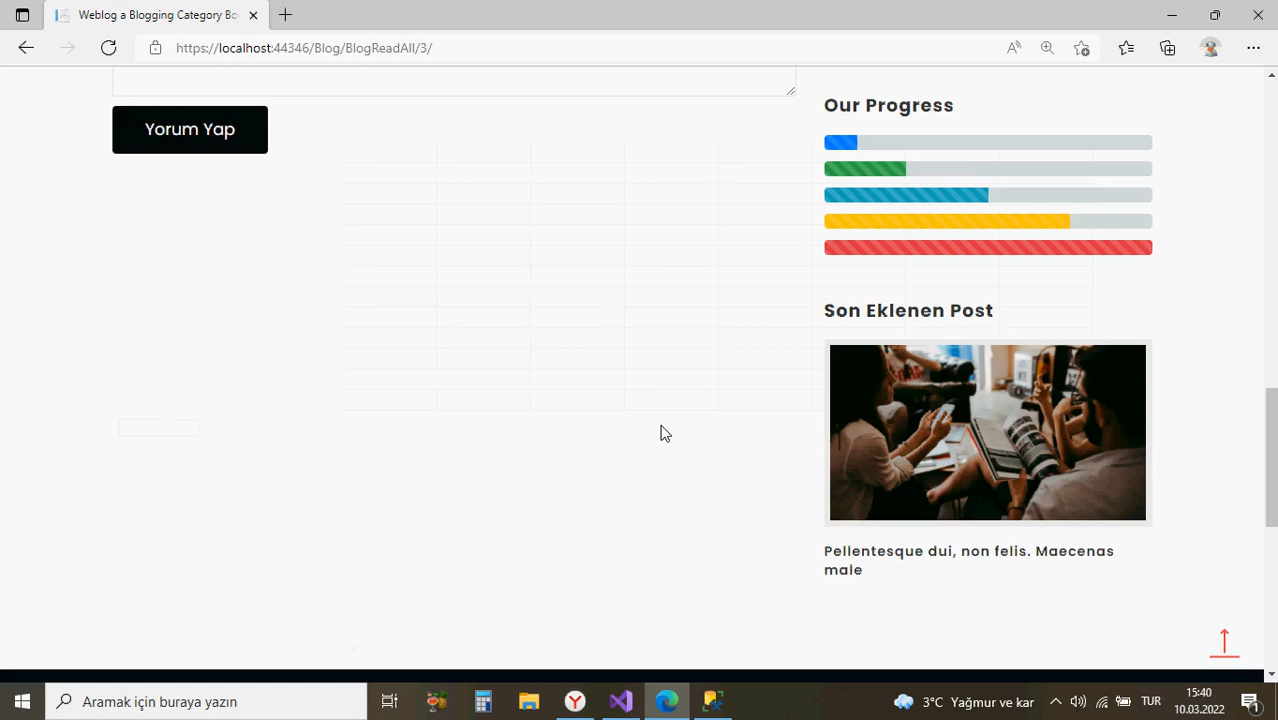 Weblog a Blogging Category Bo
https://localhost:44346/Blog/BlogReadAll/3/
Yorum Yap
Our Progress
Son Eklenen Post
Pellentesque dui, non felis. Maecenas
male
Aramak için buraya yazın
3°C Yağmur ve kar
TUR
15:40
10.03.2022
1